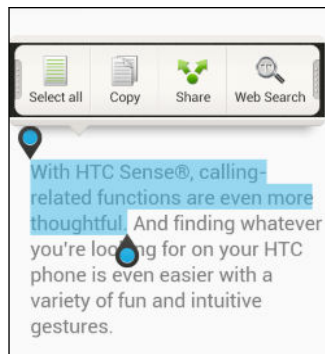 Select all Copy Share Web Search
With HTC Sense®, calling-
related functions are even more
thoughtful. And finding whatever
you're looking for on your HTC
phone is even easier with a
variety of fun and intuitive
gestures.